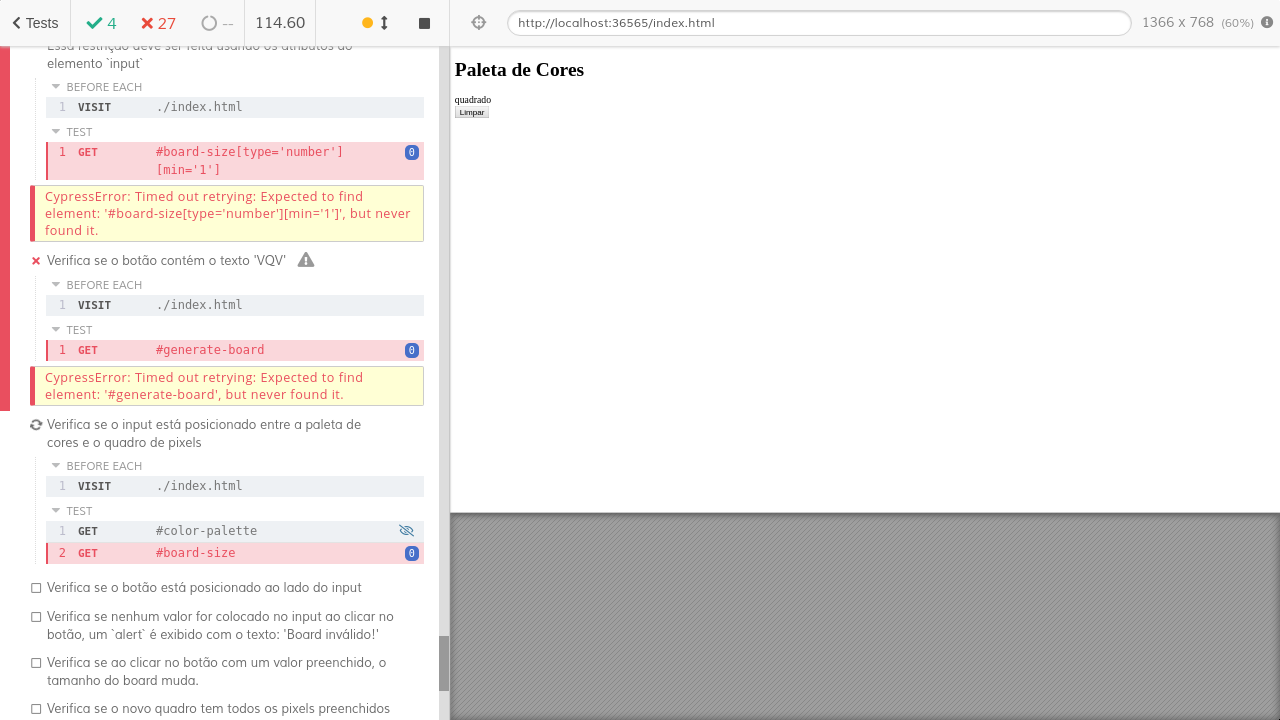 Tests
4
27
--
114.60
http://localhost:36565/index.html
1366 x 768 (60%)
Essa restrição deve ser feita usando os atributos do
elemento `input`
BEFORE EACH
1 VISIT ./index.html
TEST
1 GET #board-size[type='number']
[min='1']
0
CypressError: Timed out retrying: Expected to find
element: '#board-size[type='number'][min='1']', but never
found it.
Verifica se o botão contém o texto 'VQV'
BEFORE EACH
1 VISIT ./index.html
TEST
1 GET #generate-board 0
CypressError: Timed out retrying: Expected to find
element: '#generate-board', but never found it.
Verifica se o input está posicionado entre a paleta de
cores e o quadro de pixels
BEFORE EACH
1 VISIT ./index.html
TEST
1 GET #color-palette
2 GET #board-size 0
Verifica se o botão está posicionado ao lado do input
Verifica se nenhum valor for colocado no input ao clicar no
botão, um `alert` é exibido com o texto: 'Board inválido!'
Verifica se ao clicar no botão com um valor preenchido, o
tamanho do board muda.
Verifica se o novo quadro tem todos os pixels preenchidos
Paleta de Cores
quadrado
Limpar